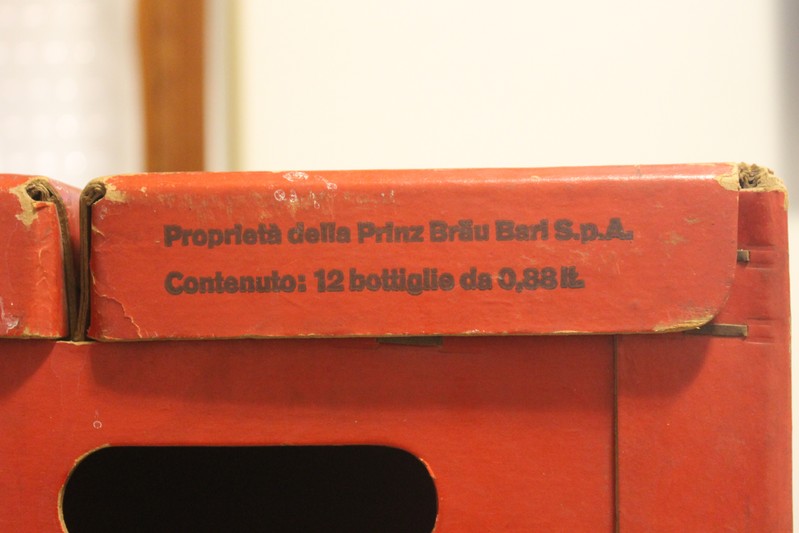 Proprietà della Prinz Bräu Bari S.p.A.
Contenuto: 12 bottiglie da 0,88 lt.